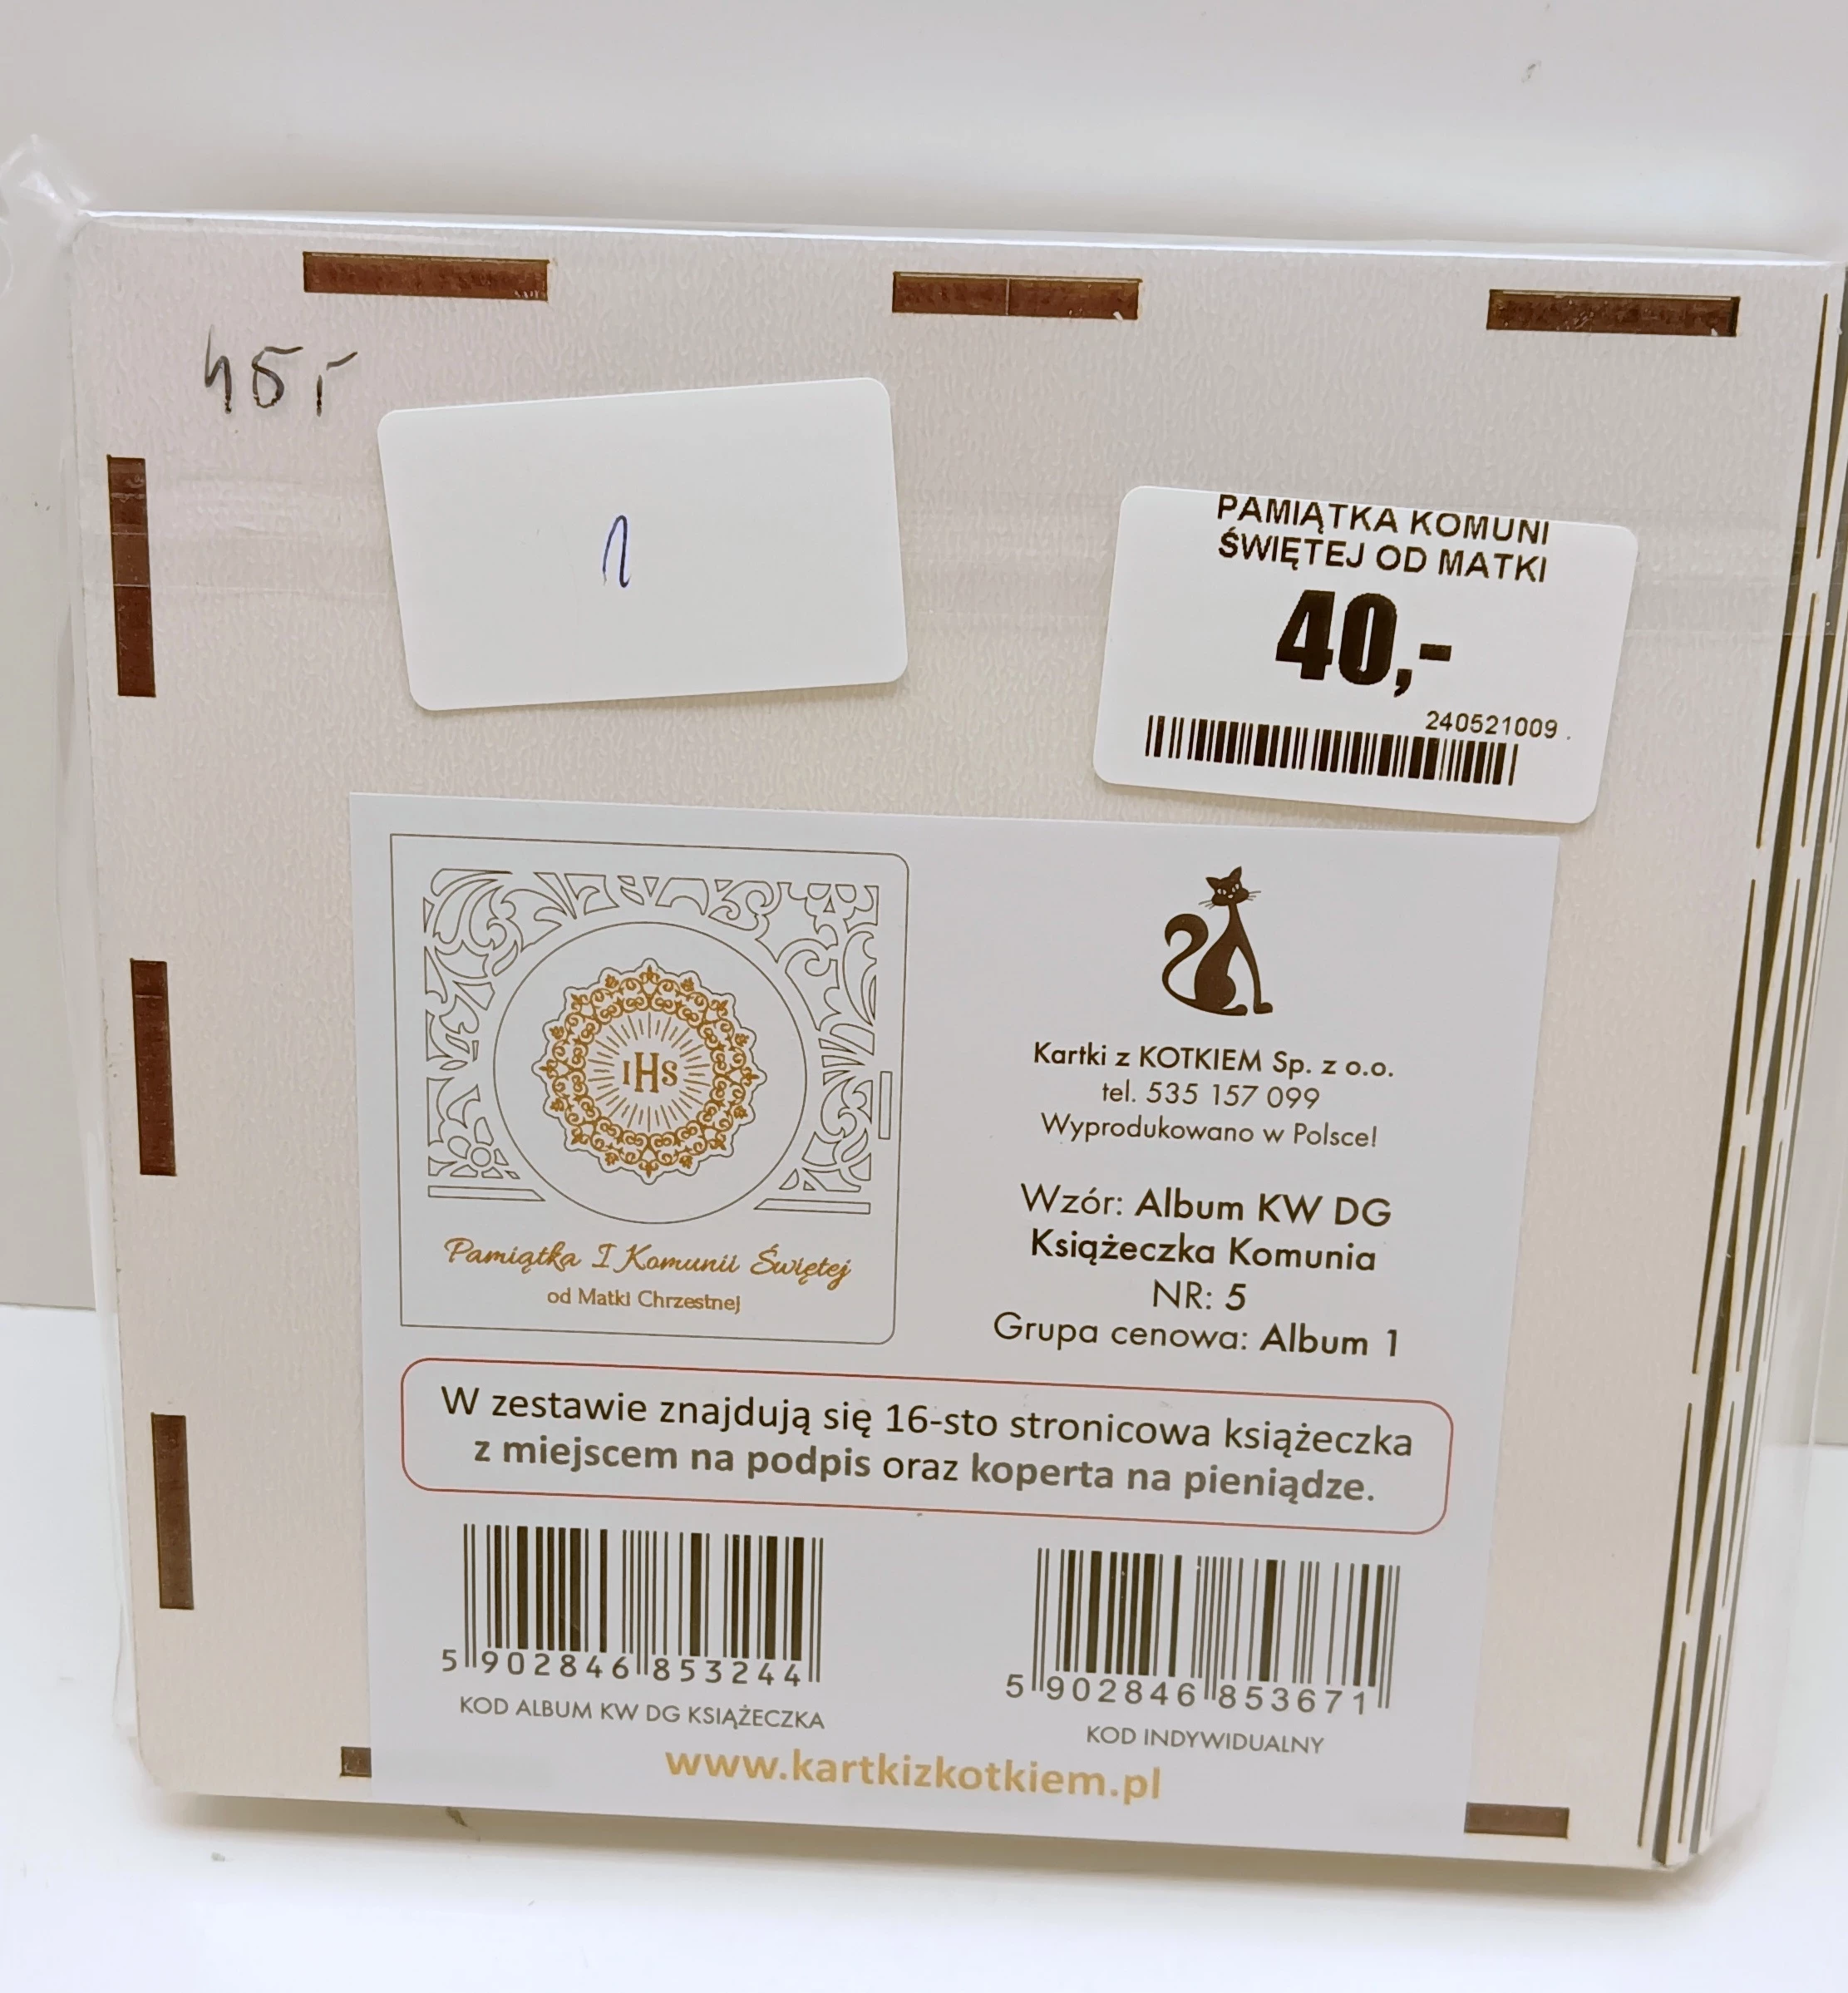 45
1
PAMIĄTKA KOMUNI
ŚWIĘTEJ OD MATKI
40,-
240521009
IHS
Pamiątka I Komunii Świętej
od Matki Chrzestnej
Kartki z KOTKIEM Sp. z o.o.
tel. 535 157 099
Wyprodukowano w Polsce!
Wzór: Album KW DG
Książeczka Komunia
NR: 5
Grupa cenowa: Album 1
W zestawie znajdują się 16-sto stronicowa książeczka
z miejscem na podpis oraz koperta na pieniądze.
5 902846 853244
KOD ALBUM KW DG KSIĄŻECZKA
5 902846 853671
KOD INDYWIDUALNY
www.kartkizkotkiem.pl